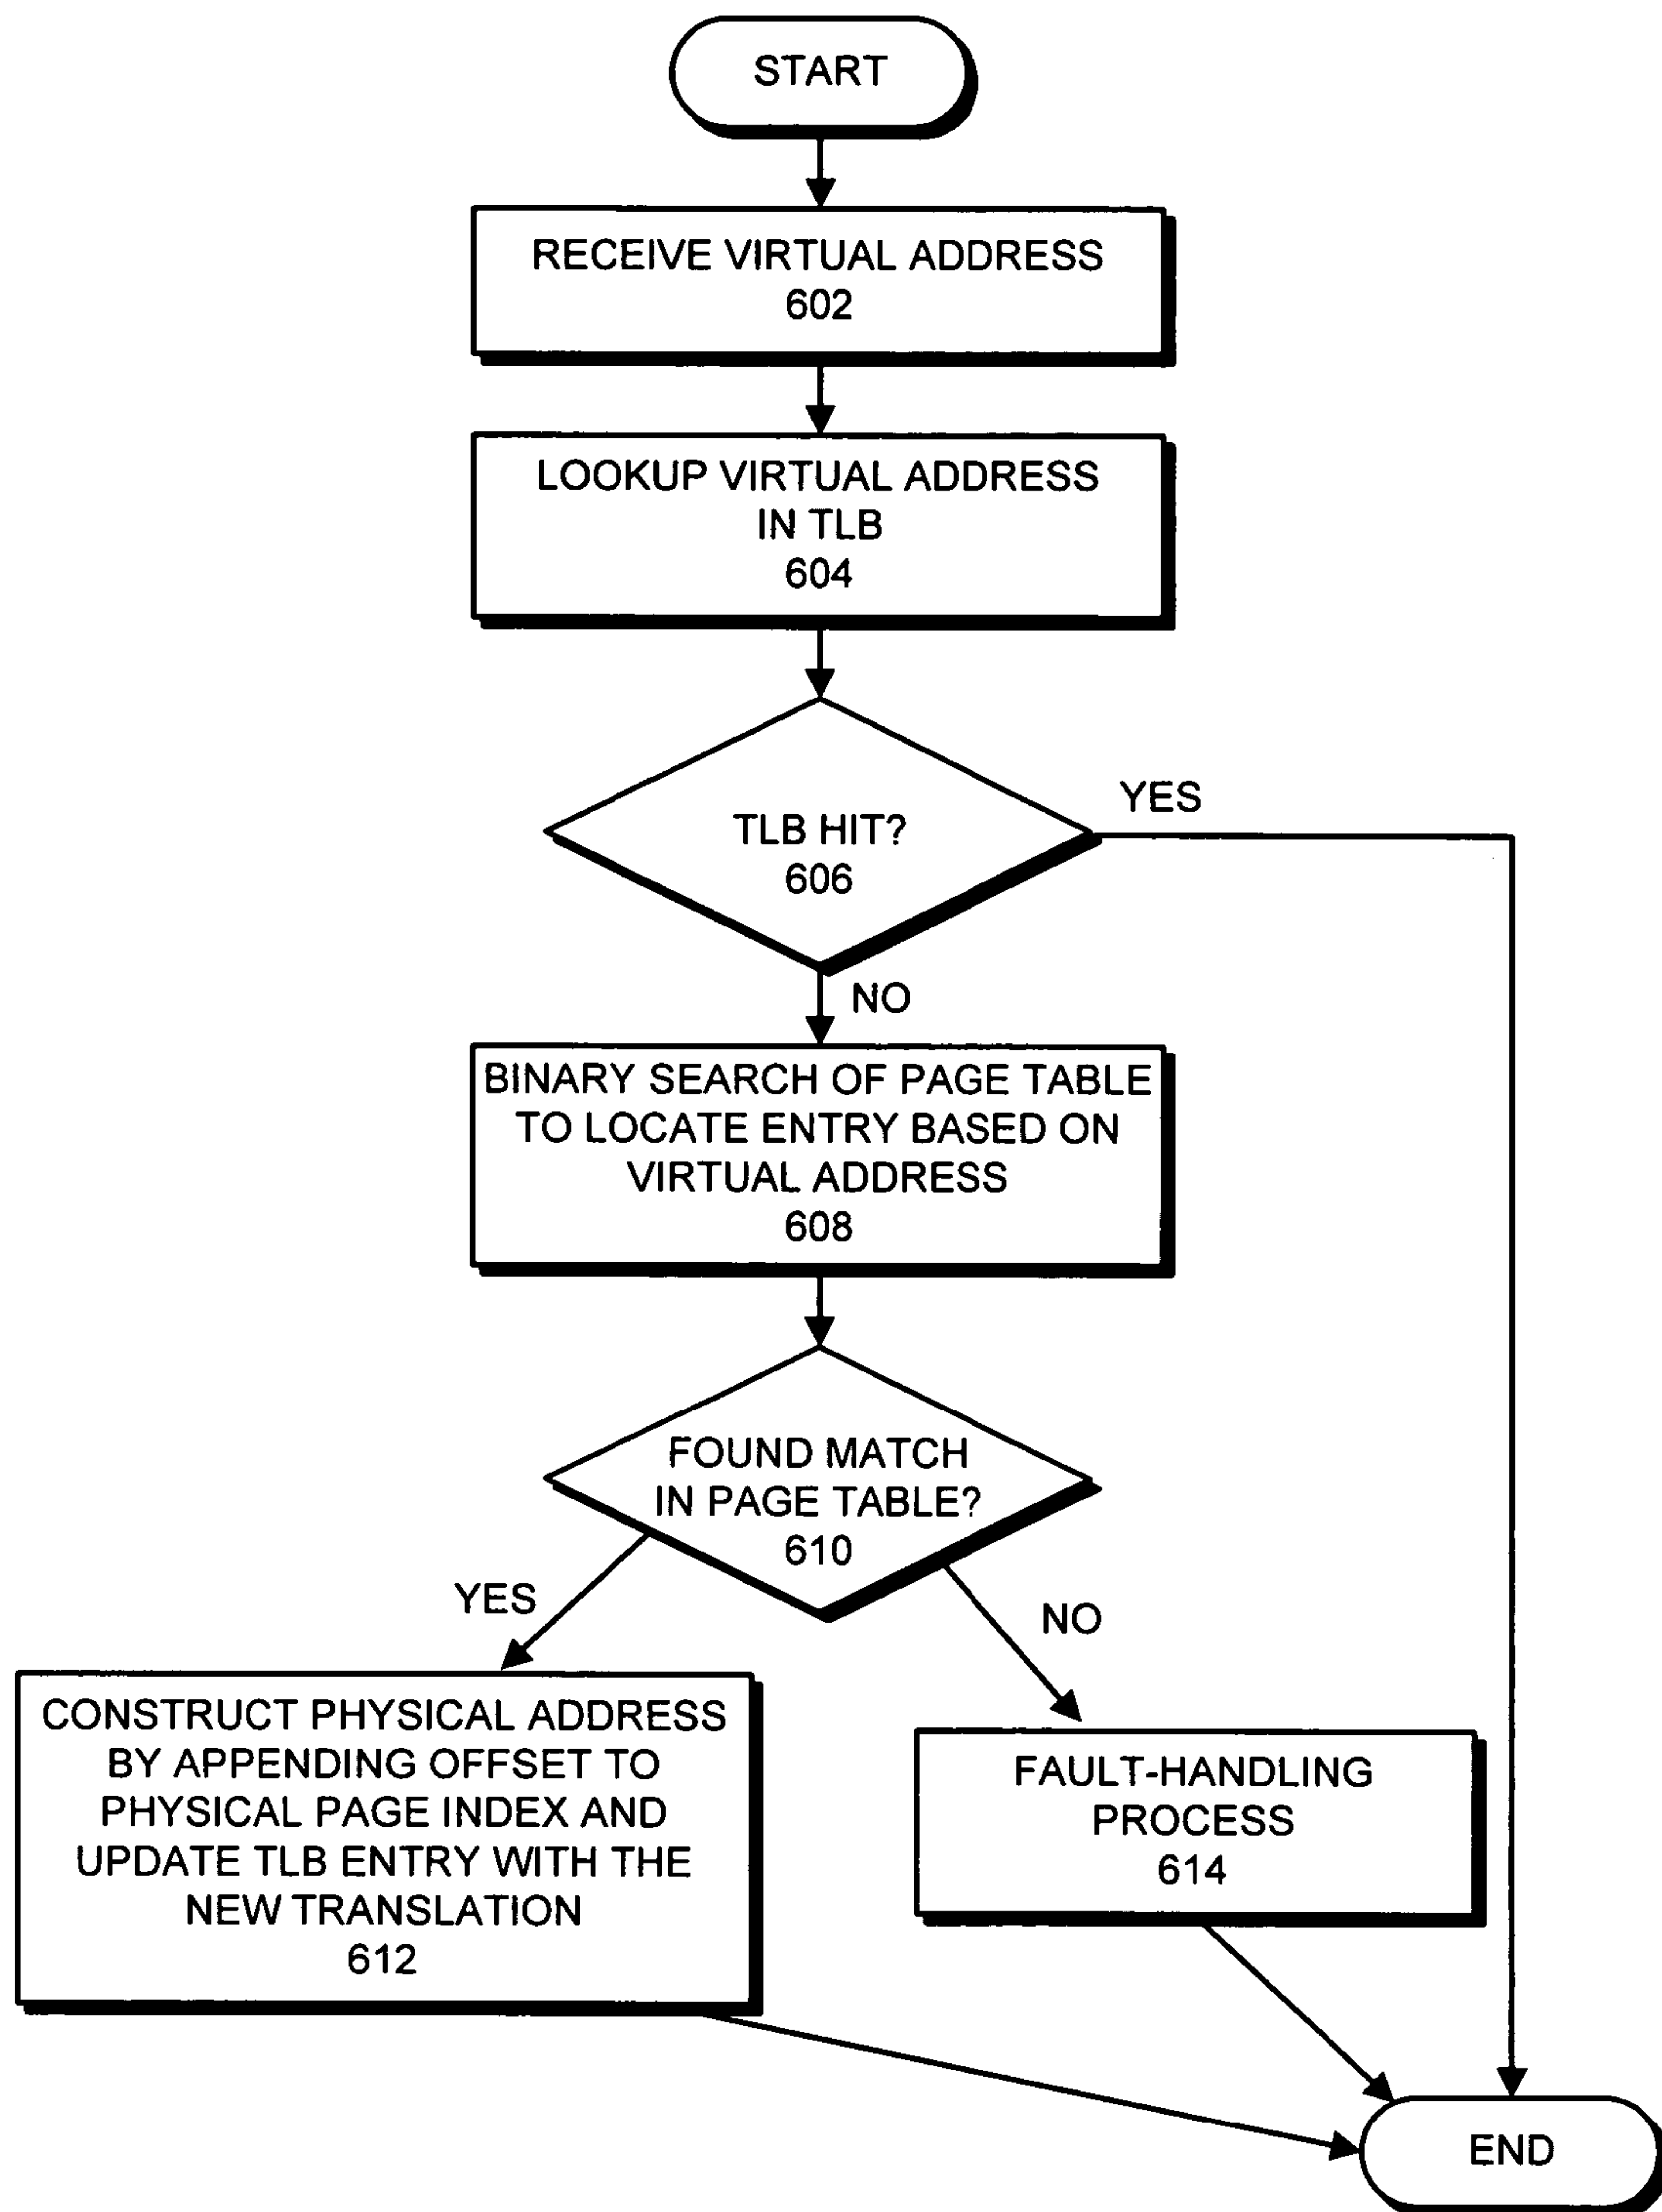 START
RECEIVE VIRTUAL ADDRESS
602
LOOKUP VIRTUAL ADDRESS
IN TLB
604
TLB HIT?
606
YES
NO
BINARY SEARCH OF PAGE TABLE
TO LOCATE ENTRY BASED ON
VIRTUAL ADDRESS
608
FOUND MATCH
IN PAGE TABLE?
610
YES
NO
CONSTRUCT PHYSICAL ADDRESS
BY APPENDING OFFSET TO
PHYSICAL PAGE INDEX AND
UPDATE TLB ENTRY WITH THE
NEW TRANSLATION
612
FAULT-HANDLING
PROCESS
614
END